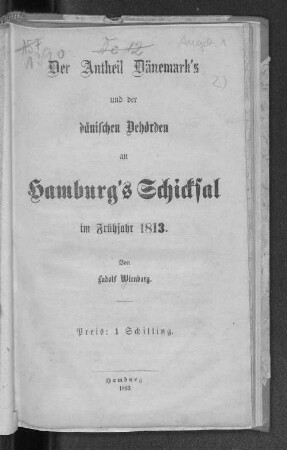 Der Antheil Dänemark's
und der
dänischen Behörden
an
Hamburg's Schicksal
im Frühjahr 1813.
Von
Ludolf Wienbarg.
Preis: 1 Schilling.
Hamburg
1863